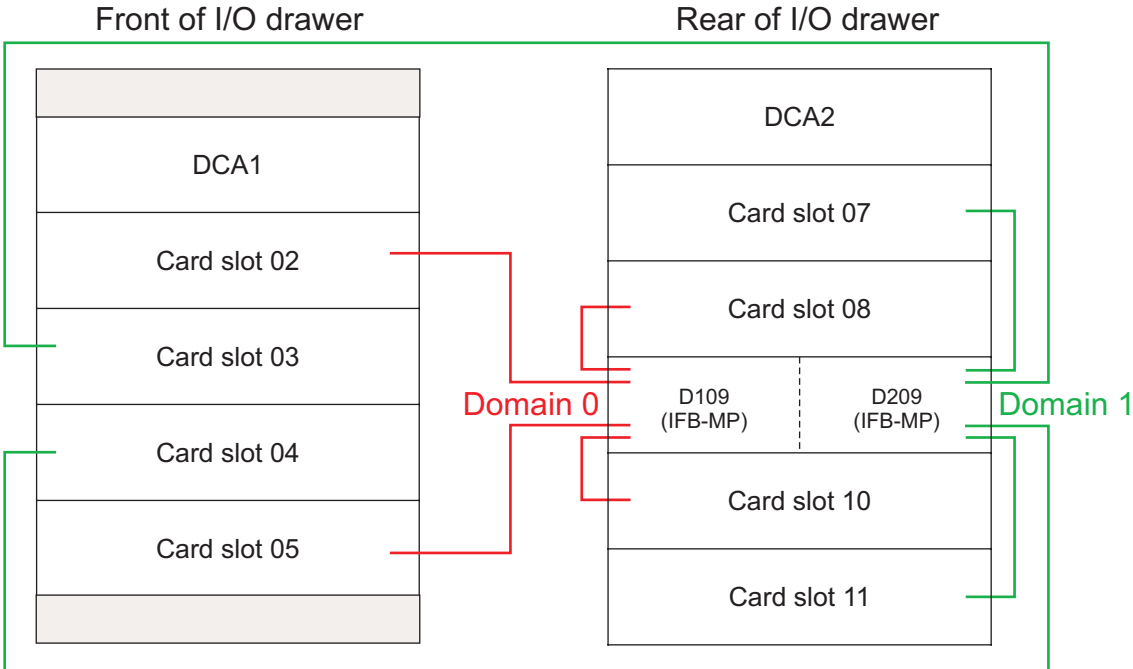 Front of I/O drawer
Rear of I/O drawer
DCA1
Card slot 02
Card slot 03
Card slot 04
Card slot 05
DCA2
Card slot 07
Card slot 08
Domain 0
D109
(IFB-MP)
D209
(IFB-MP)
Domain 1
Card slot 10
Card slot 11